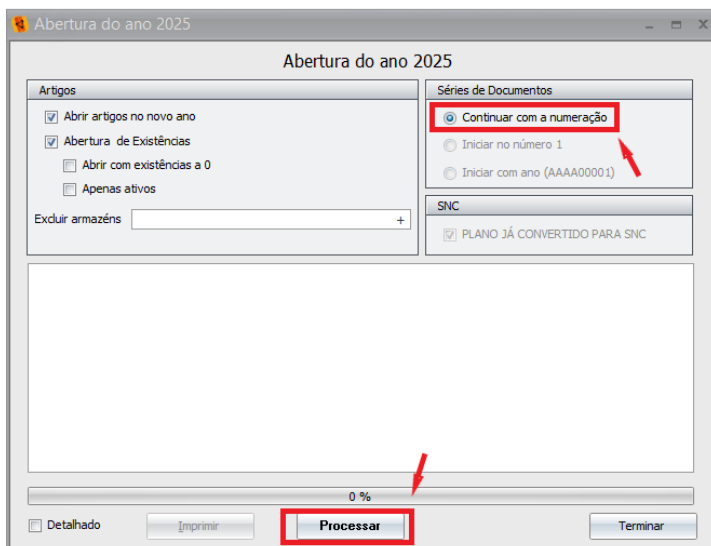 Abertura do ano 2025
Abertura do ano 2025
Artigos
Abrir artigos no novo ano
Abertura de Existências
Abrir com existências a 0
Apenas ativos
Excluir armazéns
+
Séries de Documentos
Continuar com a numeração
Iniciar no número 1
Iniciar com ano (AAAA00001)
SNC
PLANO JÁ CONVERTIDO PARA SNC
0 %
Detalhado
Imprimir
Processar
Terminar